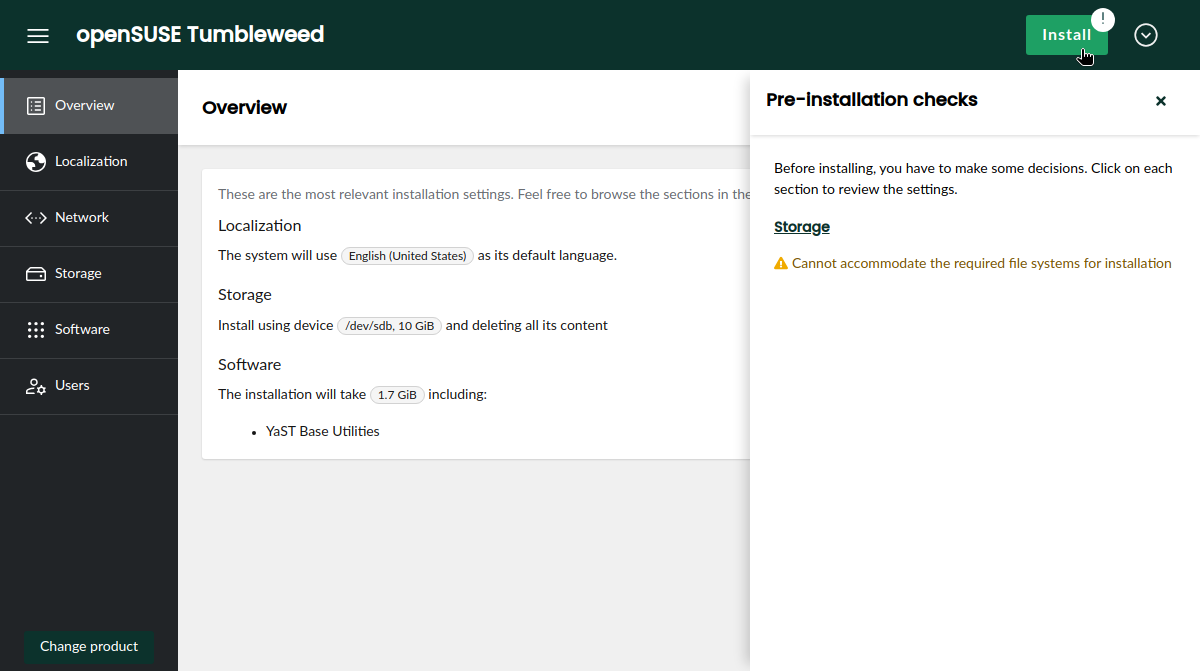 openSUSE Tumbleweed
Install
!
Overview
Localization
Network
Storage
Software
Users
Change product
Overview
These are the most relevant installation settings. Feel free to browse the sections in the
Localization
The system will use English (United States) as its default language.
Storage
Install using device /dev/sdb, 10 GiB and deleting all its content
Software
The installation will take 1.7 GiB including:
• YaST Base Utilities
Pre-installation checks
Before installing, you have to make some decisions. Click on each
section to review the settings.
Storage
Cannot accommodate the required file systems for installation